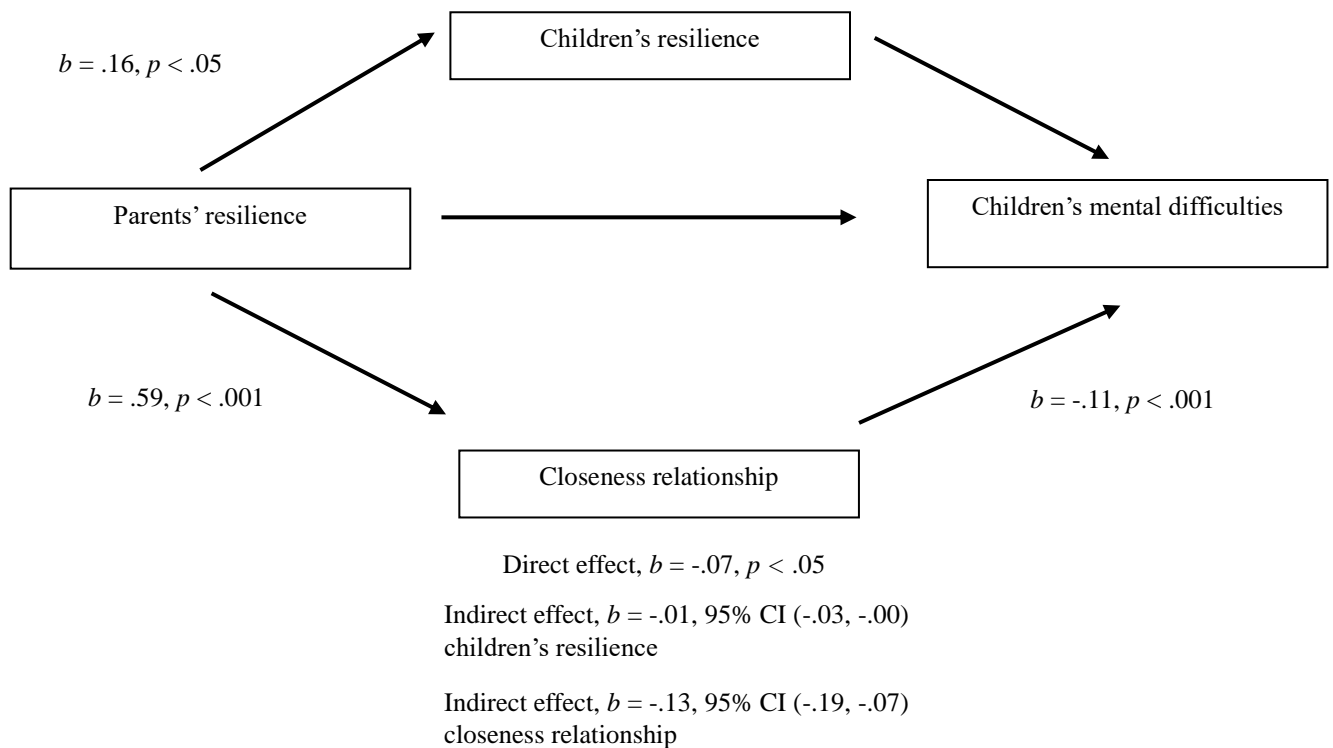 Children’s resilience
b = .16, p < .05
Parents’ resilience
Children’s mental difficulties
b = .59, p < .001
b = -.11, p < .001
Closeness relationship
Direct effect, b = -.07, p < .05
Indirect effect, b = -.01, 95% CI (-.03, -.00)
children’s resilience
Indirect effect, b = -.13, 95% CI (-.19, -.07)
closeness relationship